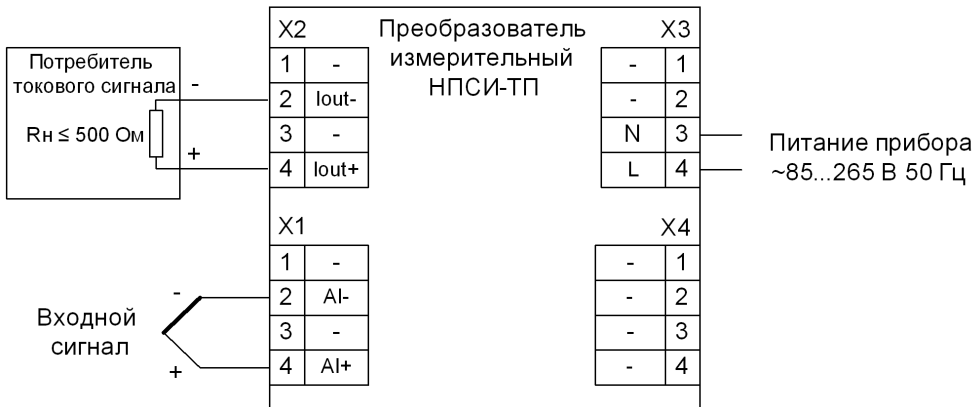 X2
Преобразователь
измерительный
НПСИ-ТП
X3
Потребитель
токового сигнала
Rн ≤ 500 Ом
-
+
1 -
2 Iout-
3 -
4 Iout+
- 1
- 2
N 3
L 4
Питание прибора
~85...265 В 50 Гц
X1
X4
Входной
сигнал
-
+
1 -
2 AI-
3 -
4 AI+
- 1
- 2
- 3
- 4